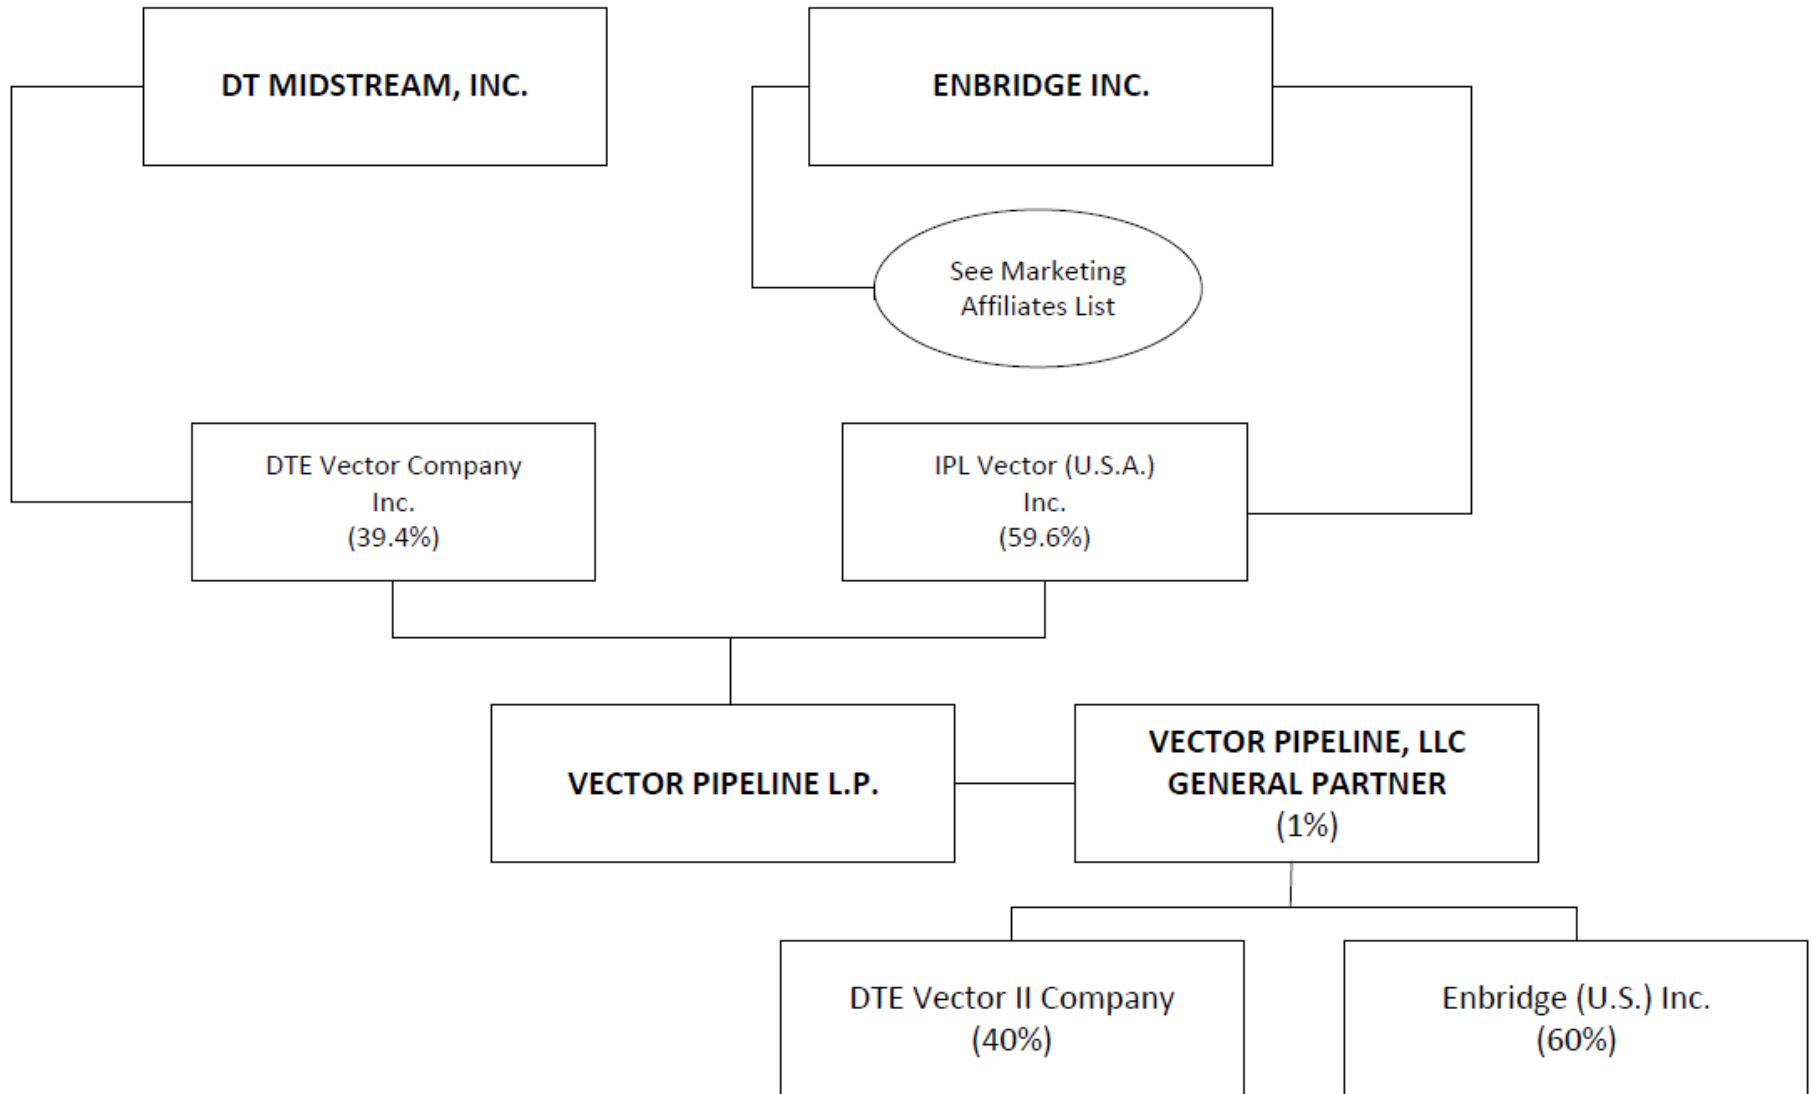 DT MIDSTREAM, INC.
ENBRIDGE INC.
See Marketing
Affiliates List
DTE Vector Company
Inc.
(39.4%)
IPL Vector (U.S.A.)
Inc.
(59.6%)
VECTOR PIPELINE L.P.
VECTOR PIPELINE, LLC
GENERAL PARTNER
(1%)
DTE Vector II Company
(40%)
Enbridge (U.S.) Inc.
(60%)